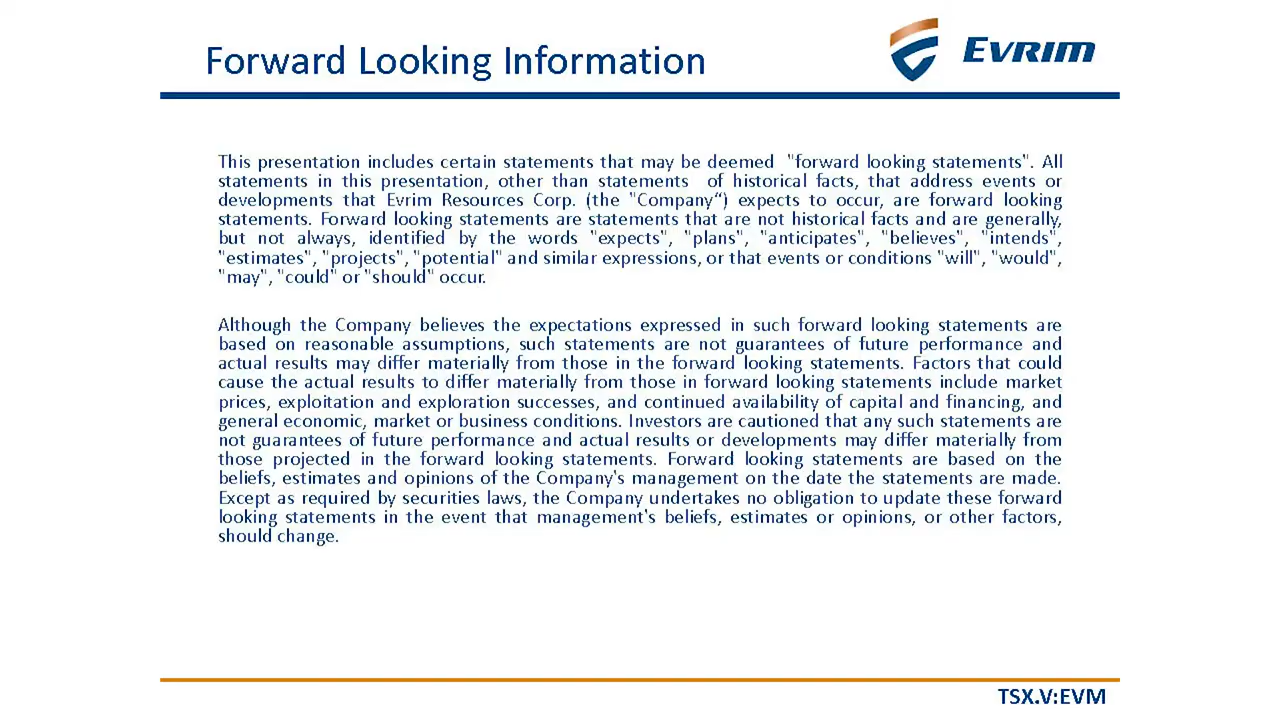 Forward Looking Information
EVRIM
This presentation includes certain statements that may be deemed  "forward looking statements". All
statements in this presentation, other than statements  of historical facts, that address events or
developments that Evrim Resources Corp. (the "Company“) expects to occur, are forward looking
statements. Forward looking statements are statements that are not historical facts and are generally,
but not always, identified by the words "expects", "plans", "anticipates", "believes", "intends",
"estimates", "projects", "potential" and similar expressions, or that events or conditions "will", "would",
"may", "could" or "should" occur.
Although the Company believes the expectations expressed in such forward looking statements are
based on reasonable assumptions, such statements are not guarantees of future performance and
actual results may differ materially from those in the forward looking statements. Factors that could
cause the actual results to differ materially from those in forward looking statements include market
prices, exploitation and exploration successes, and continued availability of capital and financing, and
general economic, market or business conditions. Investors are cautioned that any such statements are
not guarantees of future performance and actual results or developments may differ materially from
those projected in the forward looking statements. Forward looking statements are based on the
beliefs, estimates and opinions of the Company's management on the date the statements are made.
Except as required by securities laws, the Company undertakes no obligation to update these forward
looking statements in the event that management's beliefs, estimates or opinions, or other factors,
should change.
TSX.V:EVM